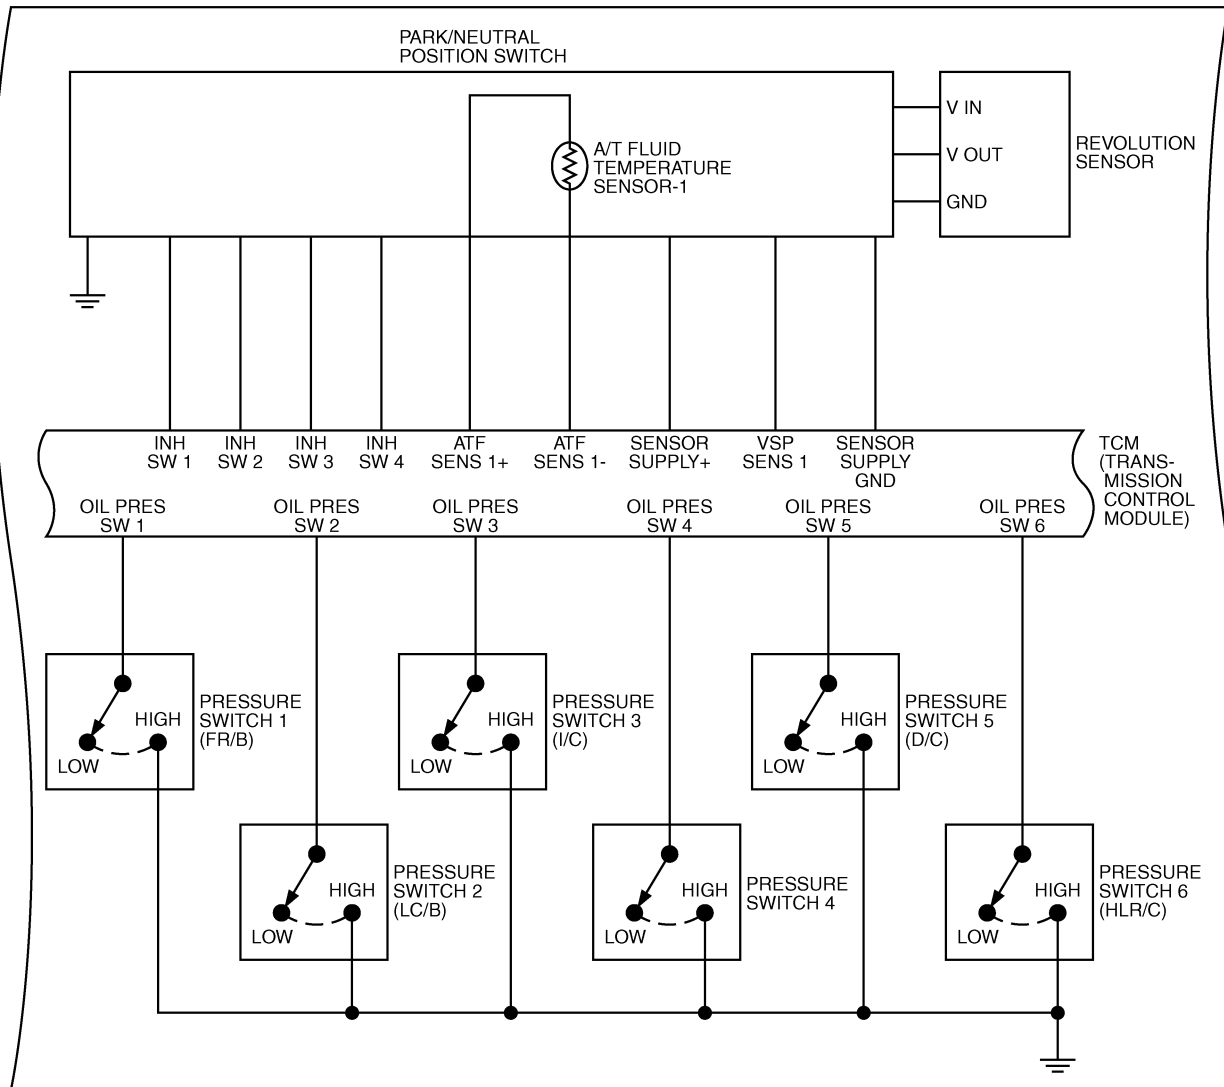 PARK/NEUTRAL
POSITION SWITCH
V IN
V OUT
GND
REVOLUTION
SENSOR
A/T FLUID
TEMPERATURE
SENSOR-1
INH
SW 1
INH
SW 2
INH
SW 3
INH
SW 4
ATF
SENS 1+
ATF
SENS 1-
SENSOR
SUPPLY+
VSP
SENS 1
SENSOR
SUPPLY
GND
TCM
(TRANS-
MISSION
CONTROL
MODULE)
OIL PRES
SW 1
OIL PRES
SW 2
OIL PRES
SW 3
OIL PRES
SW 4
OIL PRES
SW 5
OIL PRES
SW 6
HIGH
LOW
PRESSURE
SWITCH 1
(FR/B)
HIGH
LOW
PRESSURE
SWITCH 3
(I/C)
HIGH
LOW
PRESSURE
SWITCH 5
(D/C)
HIGH
LOW
PRESSURE
SWITCH 2
(LC/B)
HIGH
LOW
PRESSURE
SWITCH 4
HIGH
LOW
PRESSURE
SWITCH 6
(HLR/C)